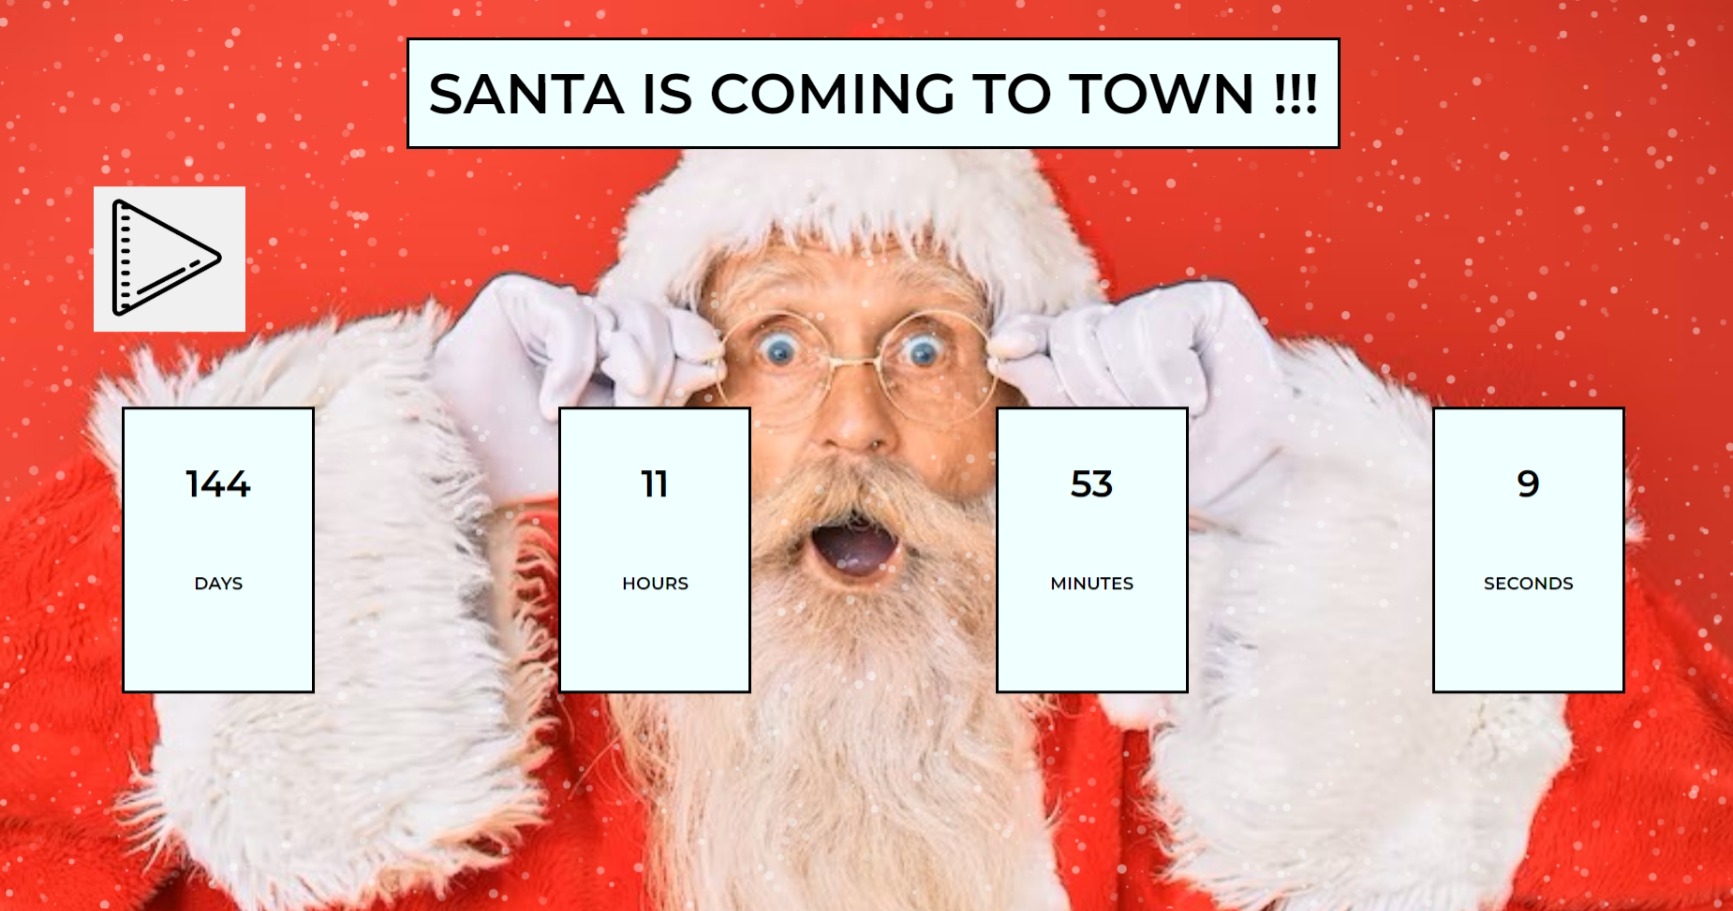 SANTA IS COMING TO TOWN !!!
144
11
53
9
DAYS
HOURS
MINUTES
SECONDS